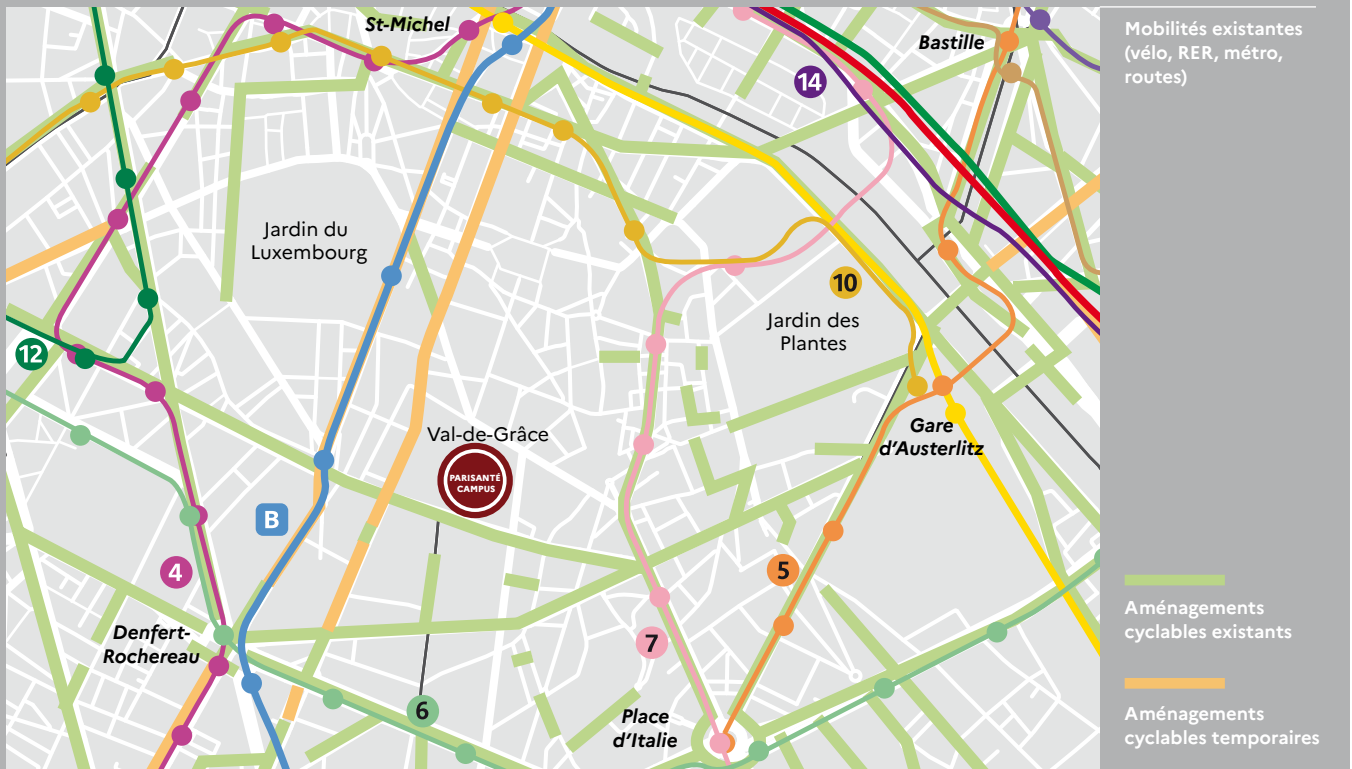 St-Michel
Bastille
14
Jardin du
Luxembourg
10
Jardin des
Plantes
12
Val-de-Grâce
PARISANTÉ
CAMPUS
Gare
d'Austerlitz
B
4
5
Denfert-
Rochereau
7
6
Place
d'Italie
Mobilités existantes
(vélo, RER, métro,
routes)
Aménagements
cyclables existants
Aménagements
cyclables temporaires